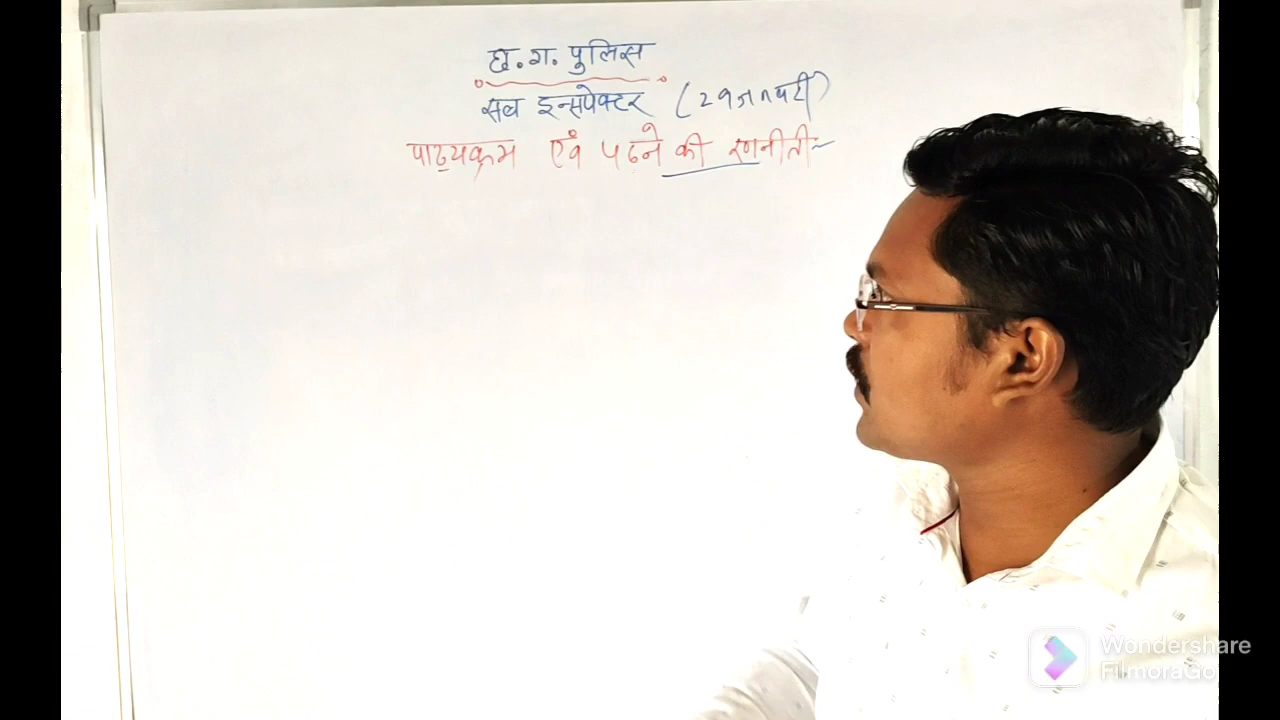 छ.ग. पुलिस
सब इन्सपेक्टर (29 जनवरी)
पाठ्यक्रम एवं पढ़ने की रणनीती
Wondershare
FilmoraGo